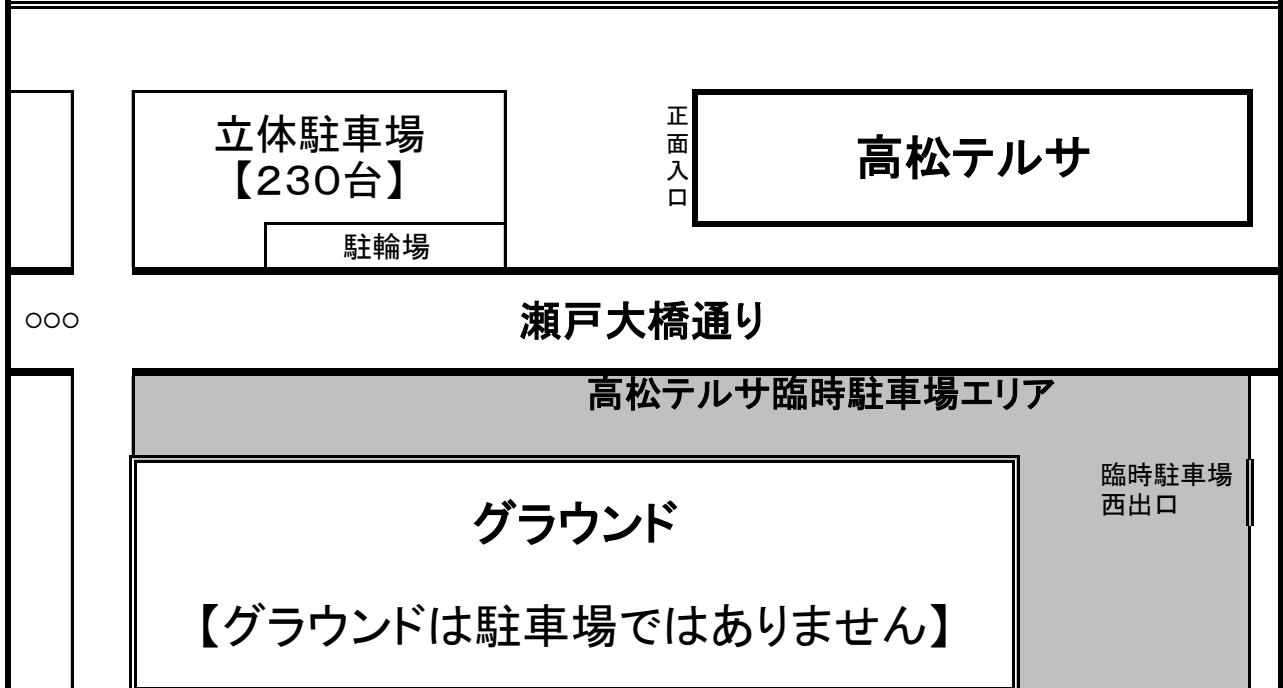 立体駐車場
【230台】
駐輪場
正面入口
高松テルサ
○○○
瀬戸大橋通り
高松テルサ臨時駐車場エリア
臨時駐車場
西出口
グラウンド
【グラウンドは駐車場ではありません】